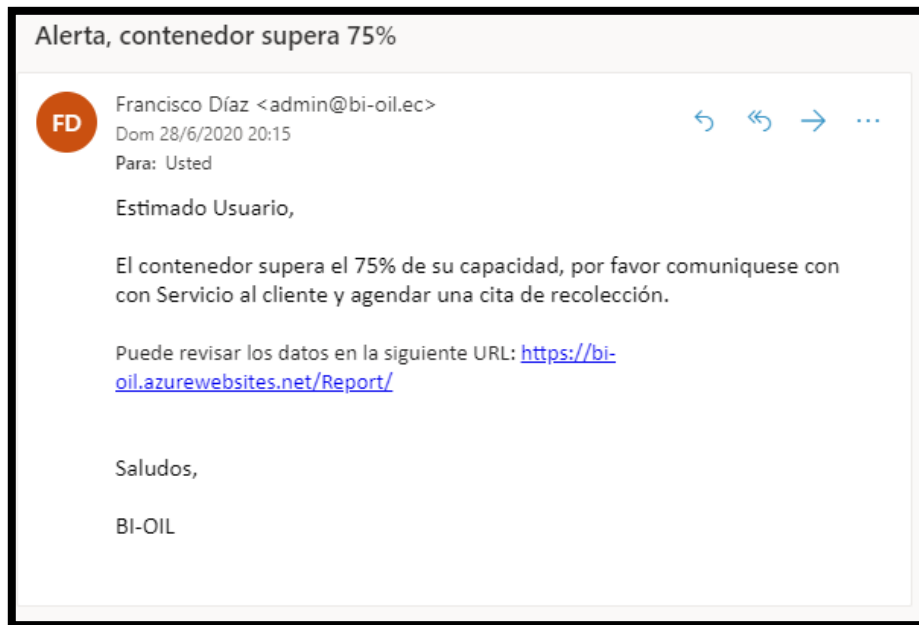 Alerta, contenedor supera 75%
FD
Francisco Díaz <admin@bi-oil.ec>
Dom 28/6/2020 20:15
Para: Usted
Estimado Usuario,
El contenedor supera el 75% de su capacidad, por favor comuniquese con
con Servicio al cliente y agendar una cita de recolección.
Puede revisar los datos en la siguiente URL: https://bi-
oil.azurewebsites.net/Report/
Saludos,
BI-OIL